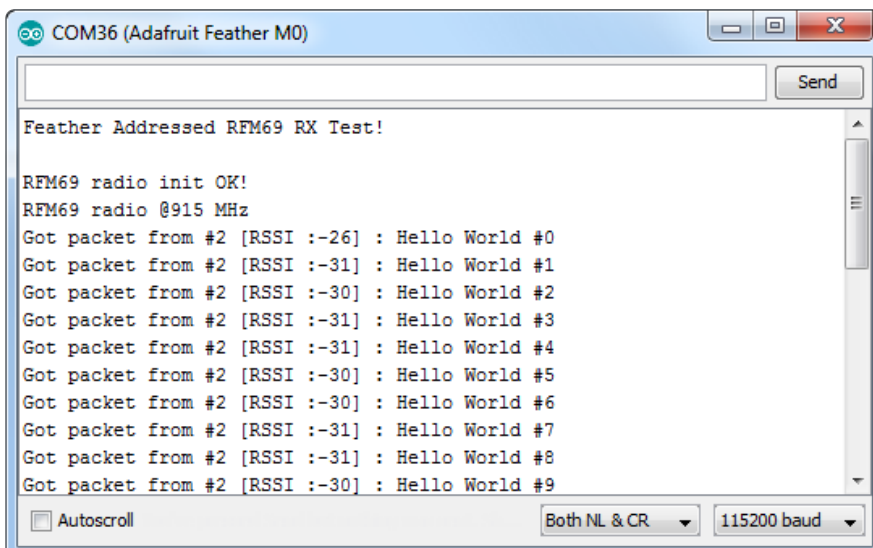 COM36 (Adafruit Feather M0)
Send
Feather Addressed RFM69 RX Test!
RFM69 radio init OK!
RFM69 radio @915 MHz
Got packet from #2 [RSSI :-26] : Hello World #0
Got packet from #2 [RSSI :-31] : Hello World #1
Got packet from #2 [RSSI :-30] : Hello World #2
Got packet from #2 [RSSI :-31] : Hello World #3
Got packet from #2 [RSSI :-31] : Hello World #4
Got packet from #2 [RSSI :-30] : Hello World #5
Got packet from #2 [RSSI :-30] : Hello World #6
Got packet from #2 [RSSI :-31] : Hello World #7
Got packet from #2 [RSSI :-31] : Hello World #8
Got packet from #2 [RSSI :-30] : Hello World #9
Autoscroll Both NL & CR 115200 baud